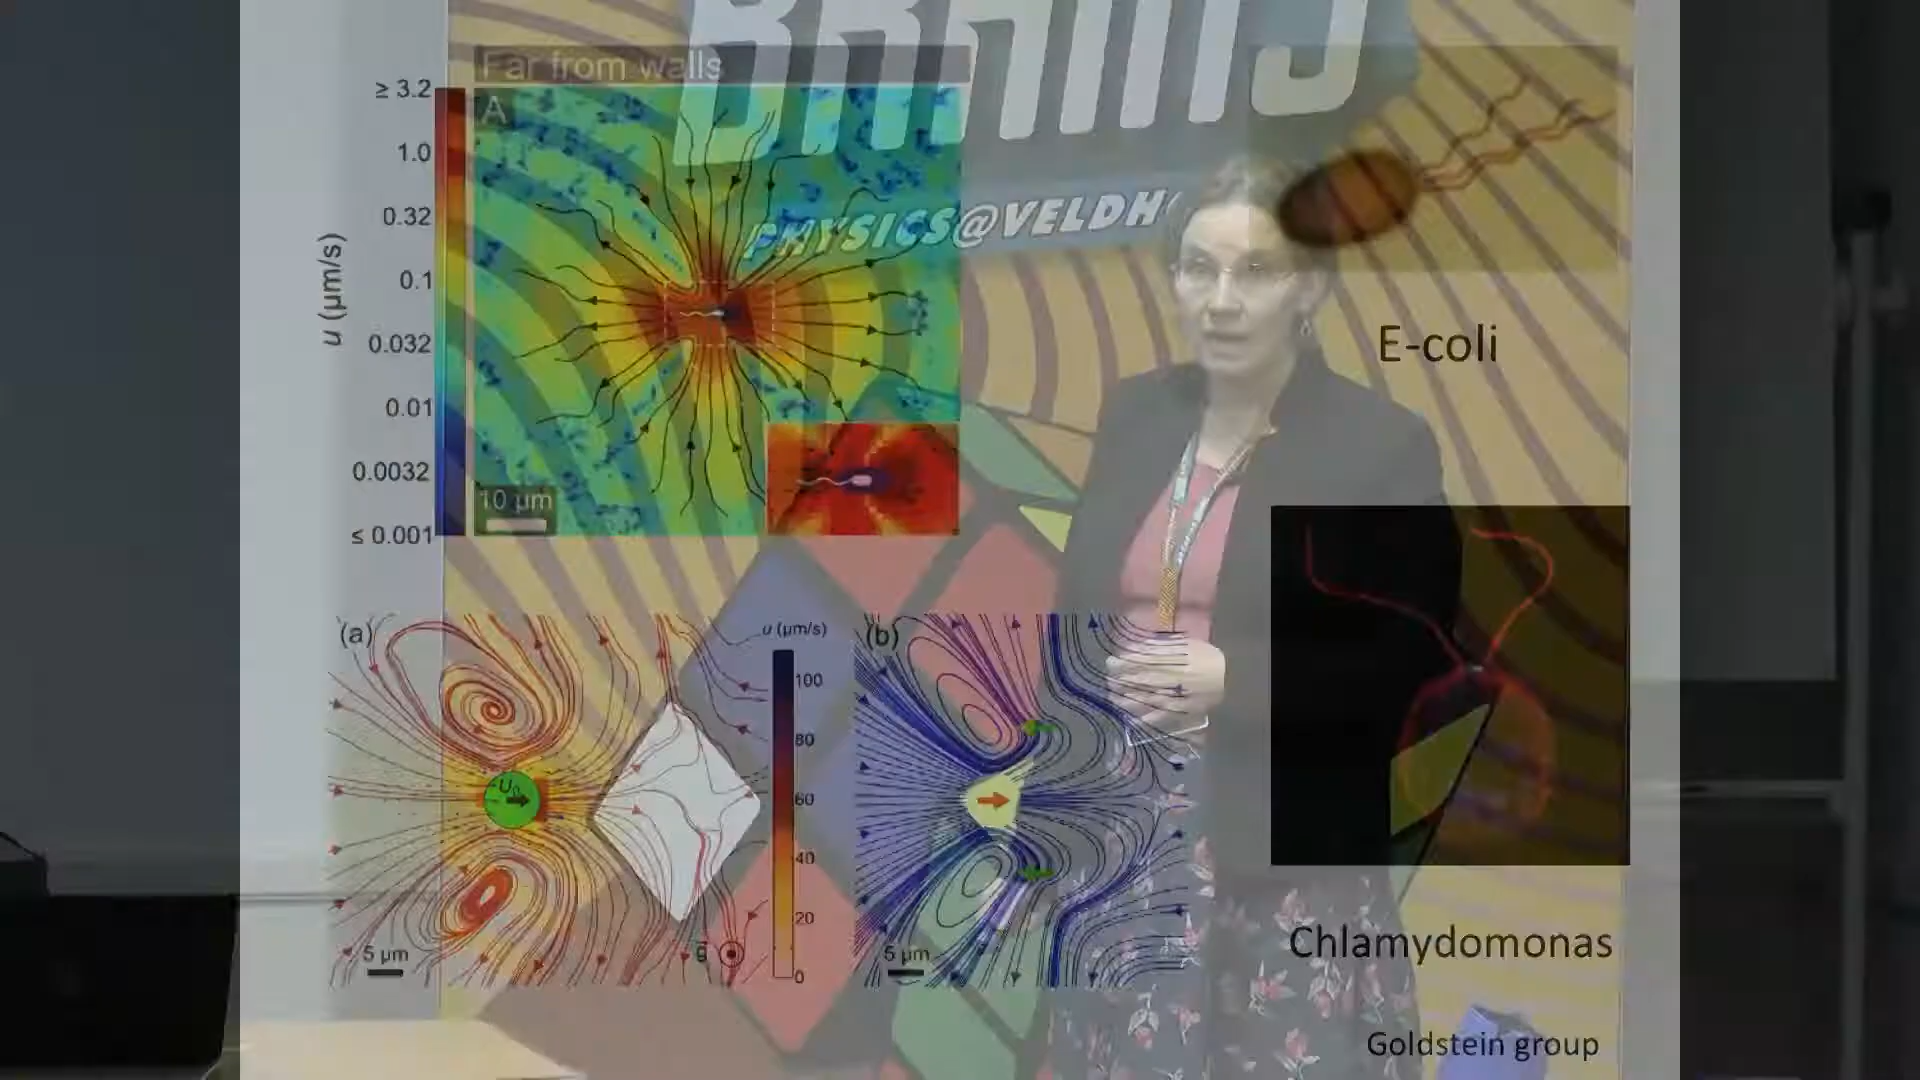 BRAINS
PHYSICS@VELDH
Far from walls
A
≥ 3.2
1.0
0.32
0.1
0.032
0.01
0.0032
≤ 0.001
u (μm/s)
10 μm
E-coli
(a)
u (μm/s)
100
80
60
40
20
0
5 μm
g
(b)
5 μm
Chlamydomonas
Goldstein group